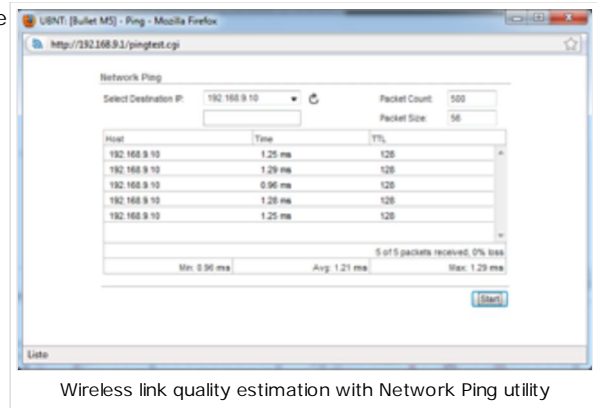 e
UBNT: [Bullet M5] - Ping - Mozilla Firefox
http://192.168.9.1/pingtest.cgi
Network Ping
Select Destination IP: 192.168.9.10 Packet Count: 500
Packet Size: 56
Host Time TTL
192.168.9.10 1.25 ms 128
192.168.9.10 1.29 ms 128
192.168.9.10 0.96 ms 128
192.168.9.10 1.28 ms 128
192.168.9.10 1.25 ms 128
5 of 5 packets received, 0% loss
Min: 0.96 ms Avg: 1.21 ms Max: 1.29 ms
Start
Listo
Wireless link quality estimation with Network Ping utility